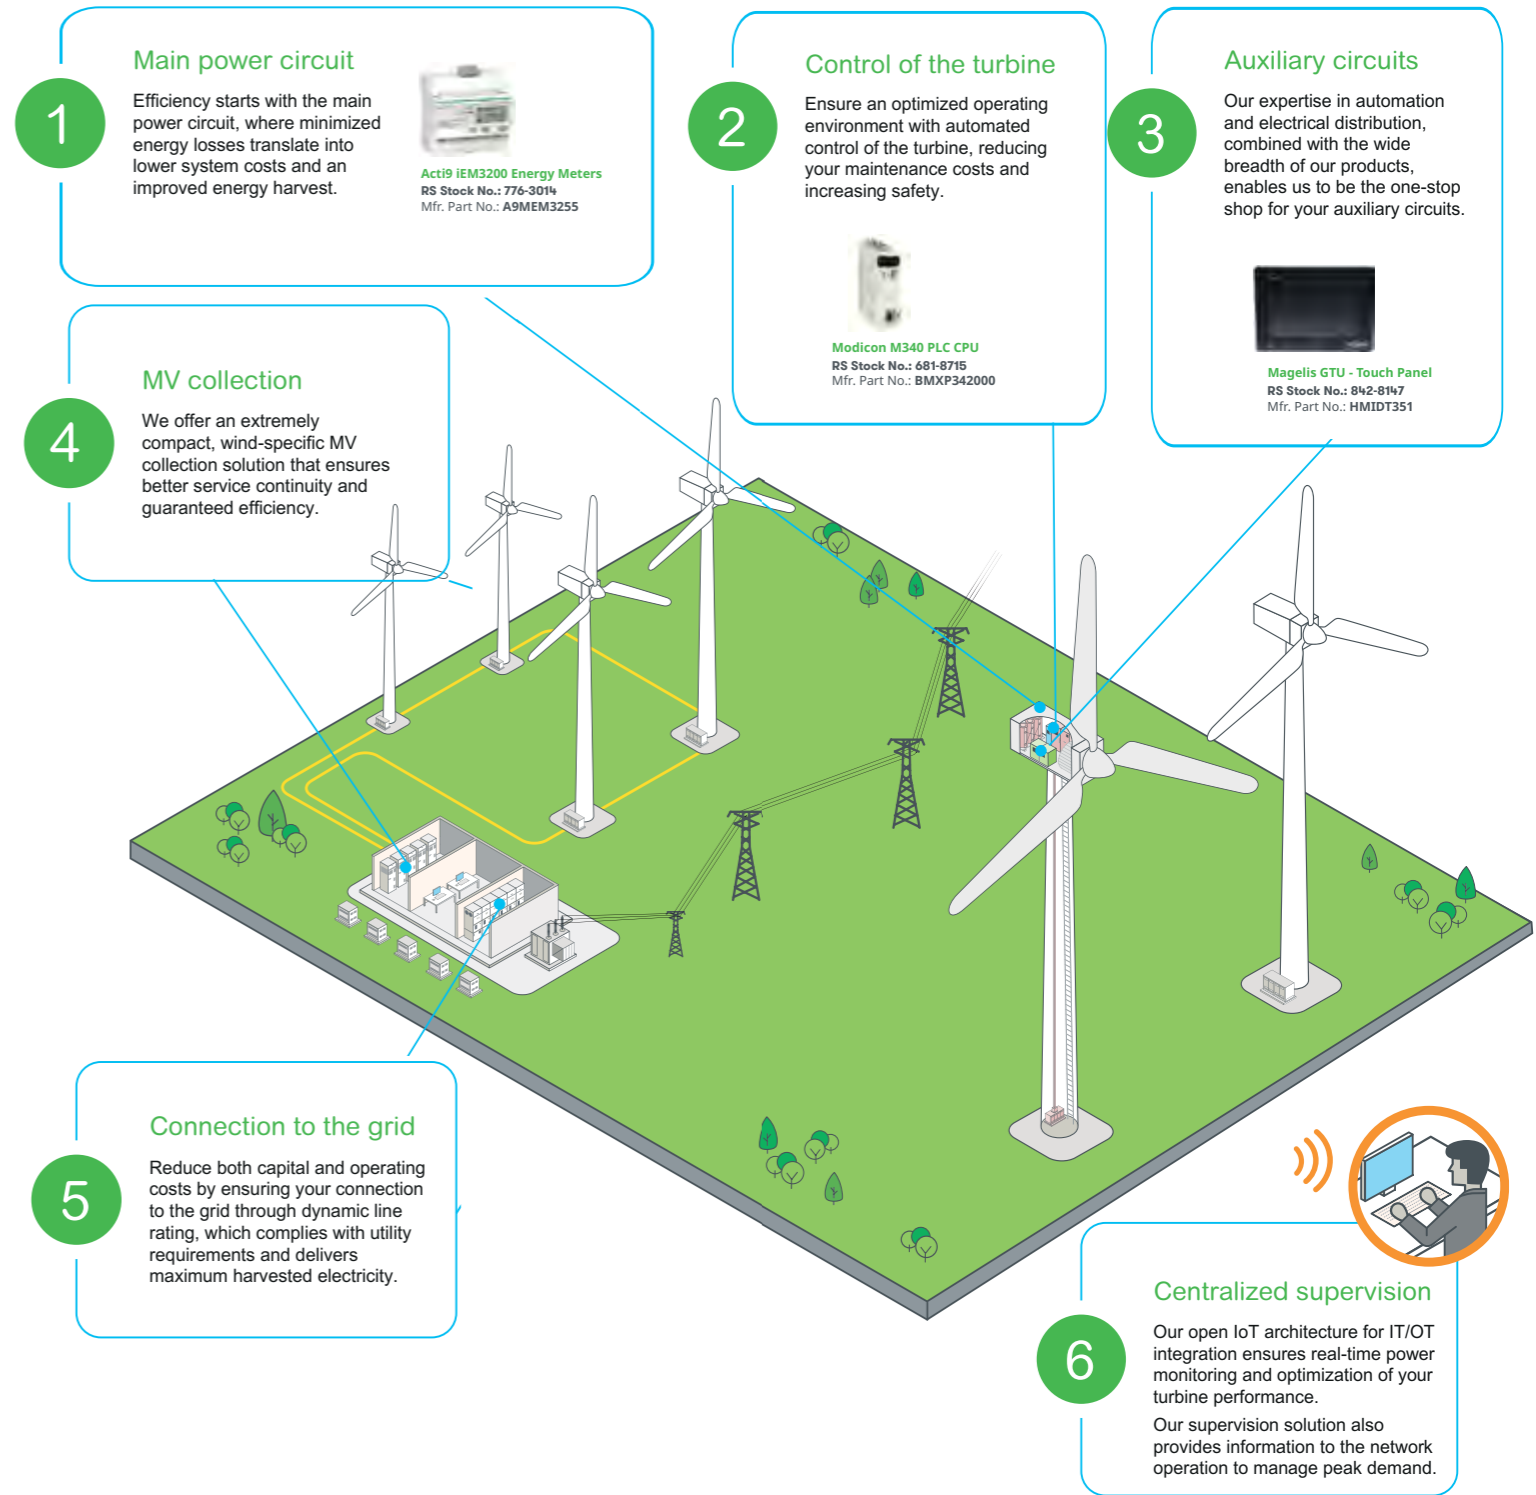 1
Main power circuit
Efficiency starts with the main
power circuit, where minimized
energy losses translate into
lower system costs and an
improved energy harvest.
Acti9 iEM3200 Energy Meters
RS Stock No.: 776-3014
Mfr. Part No.: A9MEM3255
2
Control of the turbine
Ensure an optimized operating
environment with automated
control of the turbine, reducing
your maintenance costs and
increasing safety.
Modicon M340 PLC CPU
RS Stock No.: 681-8715
Mfr. Part No.: BMXP342000
3
Auxiliary circuits
Our expertise in automation
and electrical distribution,
combined with the wide
breadth of our products,
enables us to be the one-stop
shop for your auxiliary circuits.
Magelis GTU - Touch Panel
RS Stock No.: 842-8147
Mfr. Part No.: HMIDT351
4
MV collection
We offer an extremely
compact, wind-specific MV
collection solution that ensures
better service continuity and
guaranteed efficiency.
5
Connection to the grid
Reduce both capital and operating
costs by ensuring your connection
to the grid through dynamic line
rating, which complies with utility
requirements and delivers
maximum harvested electricity.
6
Centralized supervision
Our open IoT architecture for IT/OT
integration ensures real-time power
monitoring and optimization of your
turbine performance.
Our supervision solution also
provides information to the network
operation to manage peak demand.